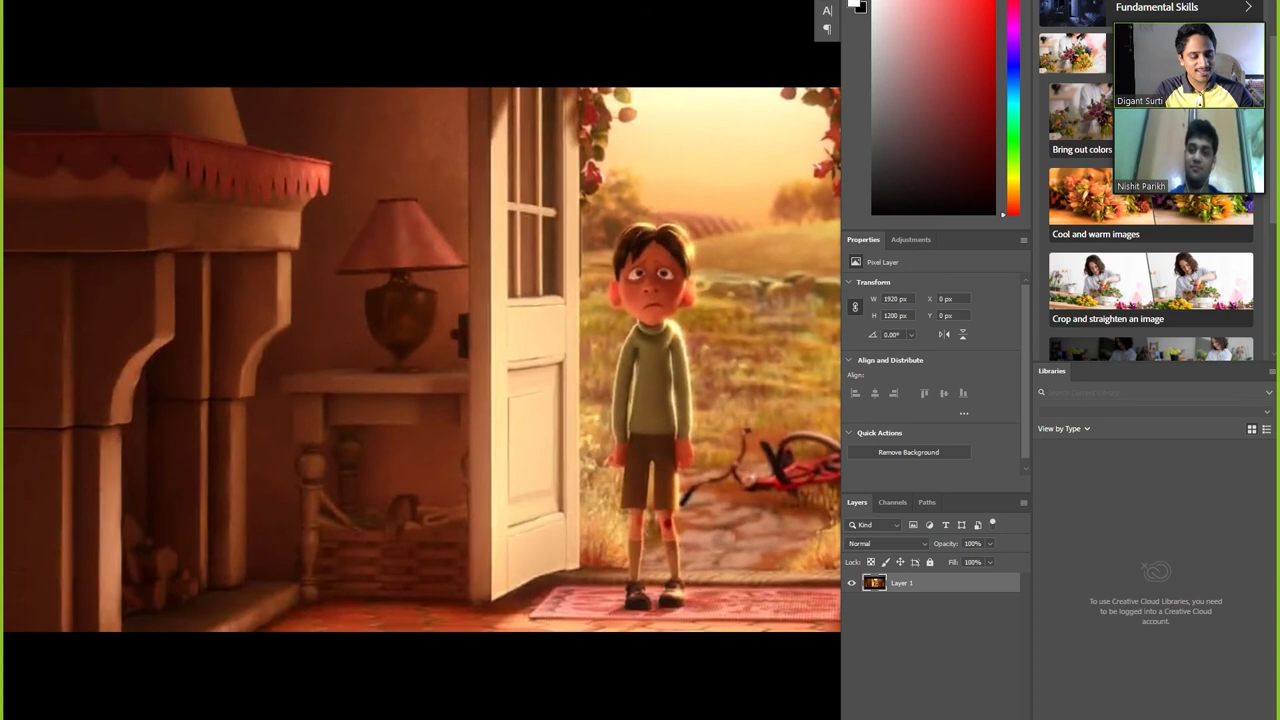 A|
¶
Fundamental Skills
Digant Surti
Bring out colors
Nishit Parikh
Cool and warm images
Crop and straighten an image
Properties
Adjustments
Pixel Layer
Transform
W 1920 px X 0 px
H 1200 px Y 0 px
0.00°
Align and Distribute
Align:
...
Quick Actions
Remove Background
Layers Channels Paths
Kind
Normal Opacity: 100%
Lock: Fill: 100%
Layer 1
Libraries
View by Type
To use Creative Cloud Libraries, you need
to be logged into a Creative Cloud
account.